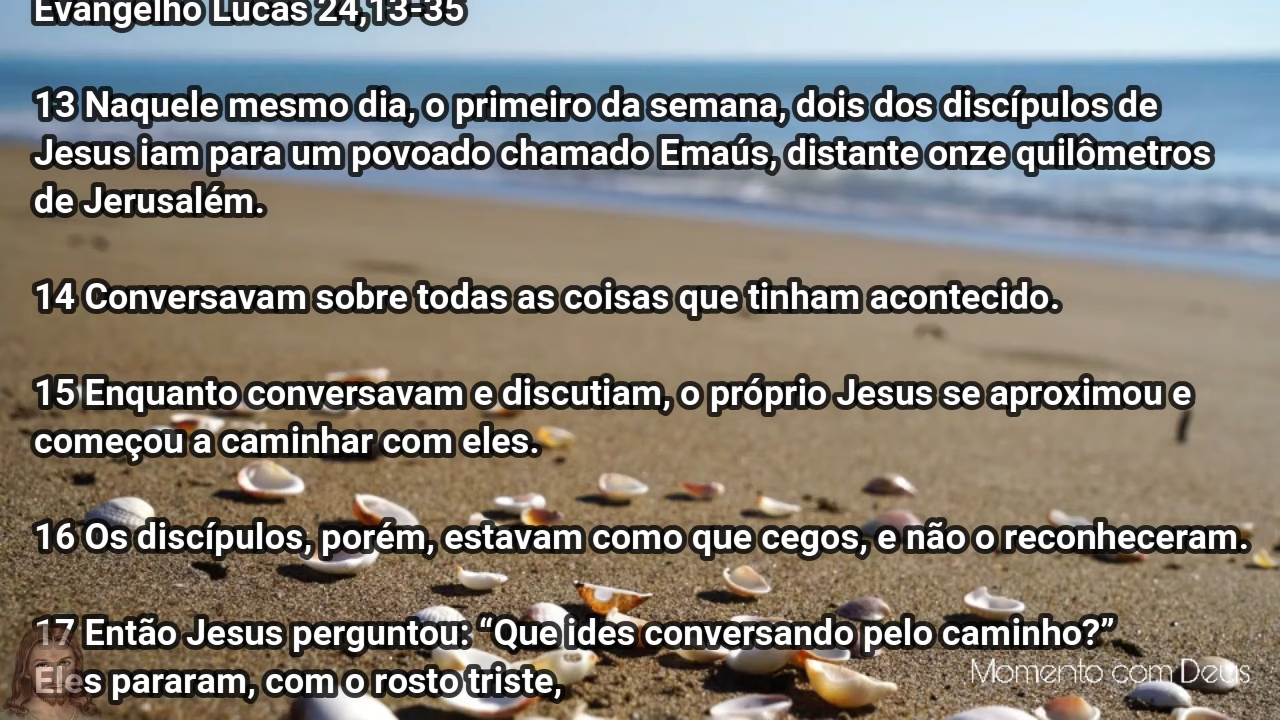 Evangelho Lucas 24,13-35
13 Naquele mesmo dia, o primeiro da semana, dois dos discípulos de
Jesus iam para um povoado chamado Emaús, distante onze quilômetros
de Jerusalém.
14 Conversavam sobre todas as coisas que tinham acontecido.
15 Enquanto conversavam e discutiam, o próprio Jesus se aproximou e
começou a caminhar com eles.
16 Os discípulos, porém, estavam como que cegos, e não o reconheceram.
17 Então Jesus perguntou: “Que ides conversando pelo caminho?”
Eles pararam, com o rosto triste,
Momento com Deus